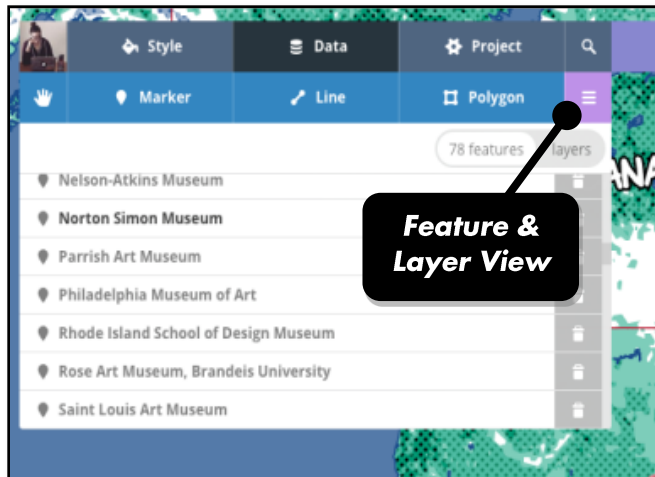 Style
Data
Project
Marker
Line
Polygon
78 features
layers
Nelson-Atkins Museum
Norton Simon Museum
Parrish Art Museum
Philadelphia Museum of Art
Rhode Island School of Design Museum
Rose Art Museum, Brandeis University
Saint Louis Art Museum
Feature &
Layer View
ANA